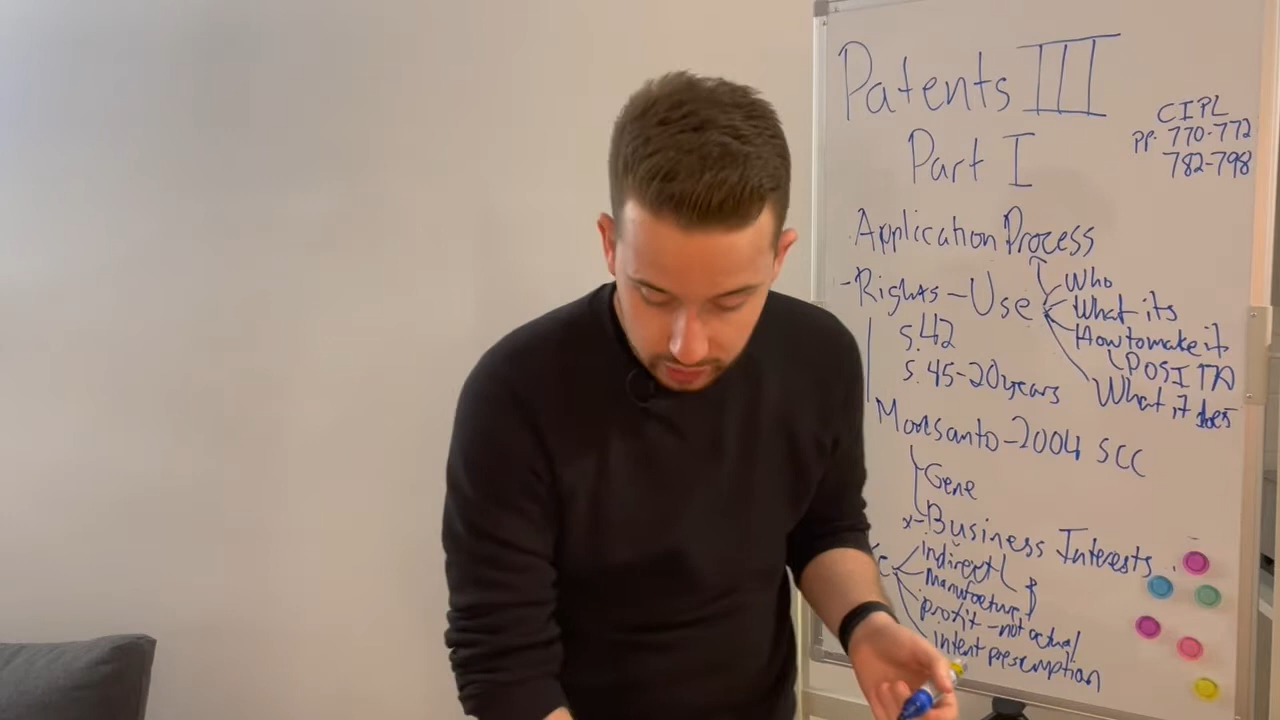 Patents III
Part I
CIPL
pp. 770-772
782-798
Application Process
-Rights-Use
Who
What its
How to make it
POSITA
What it does
s.42
s.45-20years
Monsanto-2004 SCC
Gene
x-Business Interests
indirect
$
Manufacture
profit-not actual
intent presumption